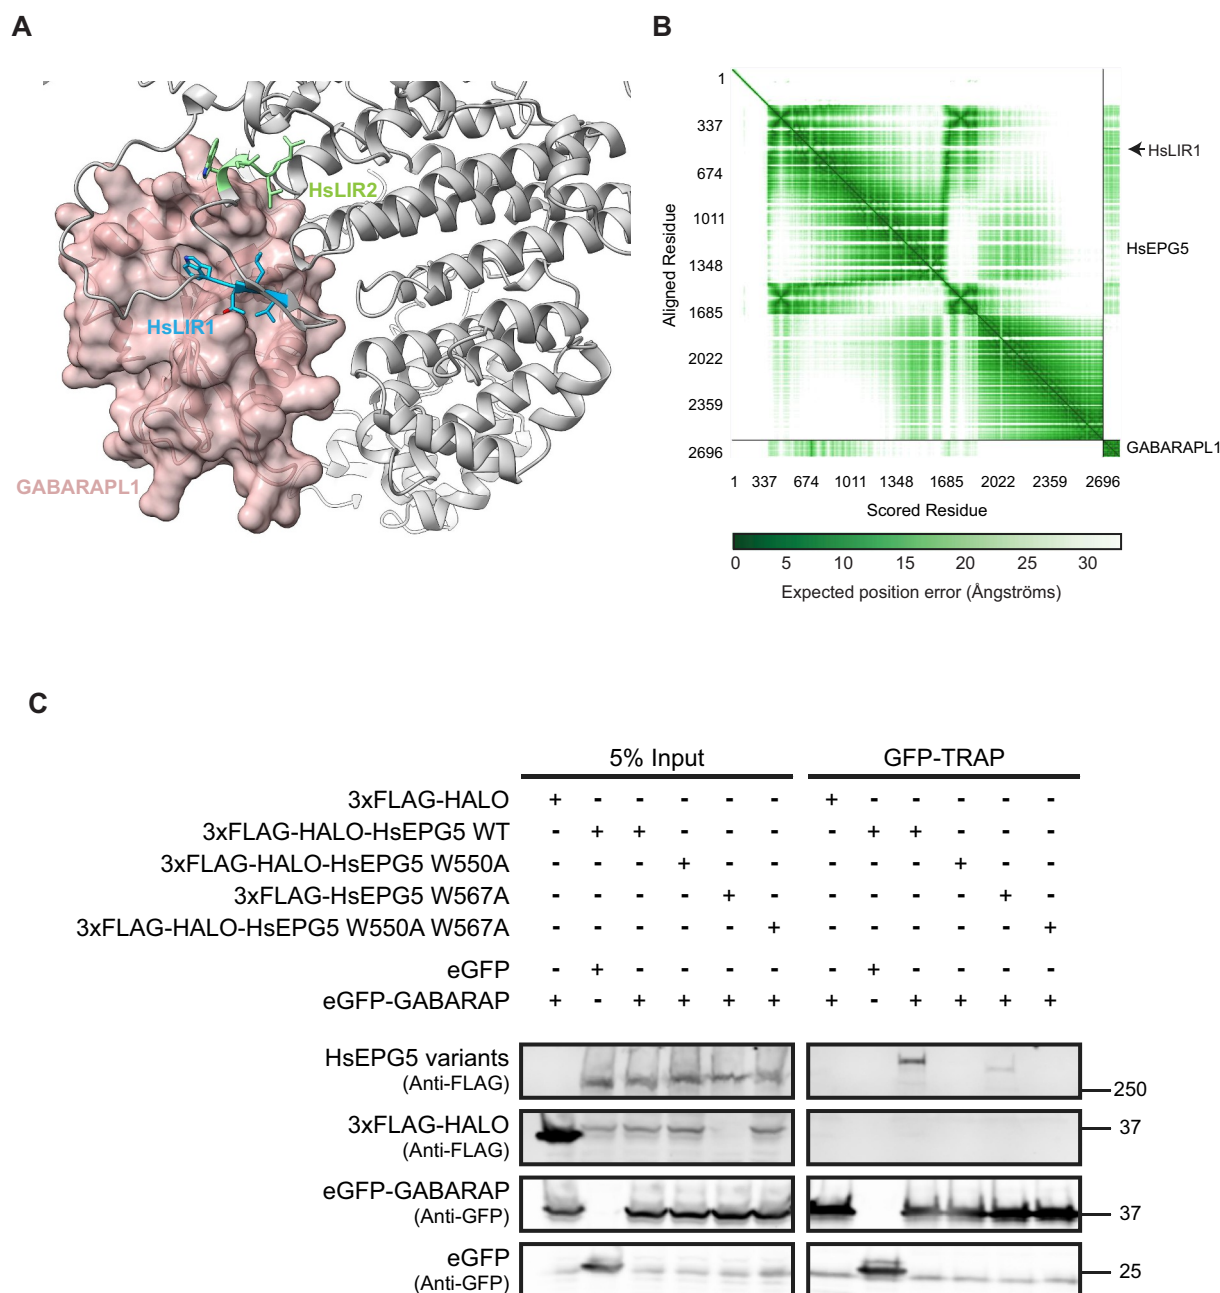 A
HsLIR2
HsLIR1
GABARAPL1
B
1
337
674
1011
1348
1685
2022
2359
2696
Aligned Residue
HsLIR1
HsEPG5
GABARAPL1
1 337 674 1011 1348 1685 2022 2359 2696
Scored Residue
0 5 10 15 20 25 30
Expected position error (Ångströms)
C
5% Input GFP-TRAP
3xFLAG-HALO + - - - - - + - - - - -
3xFLAG-HALO-HsEPG5 WT - + + - - - - + + - - -
3xFLAG-HALO-HsEPG5 W550A - - - + - - - - - + - -
3xFLAG-HsEPG5 W567A - - - - + - - - - - + -
3xFLAG-HALO-HsEPG5 W550A W567A - - - - - + - - - - - +
eGFP - + - - - - - + - - - -
eGFP-GABARAP + - + + + + + - + + + +
HsEPG5 variants
(Anti-FLAG)
250
3xFLAG-HALO
(Anti-FLAG)
37
eGFP-GABARAP
(Anti-GFP)
37
eGFP
(Anti-GFP)
25